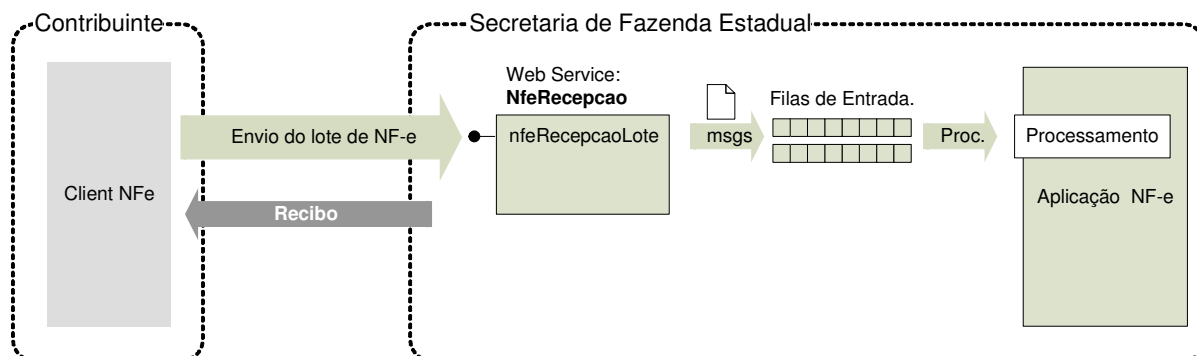 Contribuinte
Secretaria de Fazenda Estadual
Web Service:
NfeRecepcao
Filas de Entrada.
Envio do lote de NF-e
nfeRecepcaoLote
msgs
Proc.
Processamento
Client NFe
Recibo
Aplicação NF-e